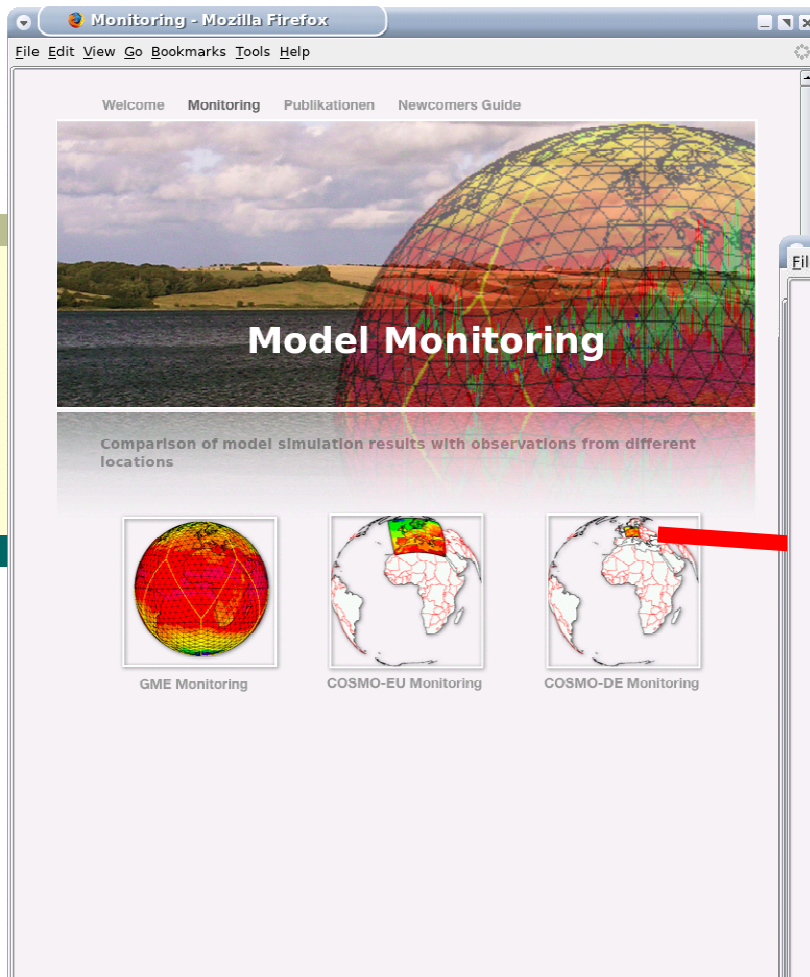 Monitoring - Mozilla Firefox
File Edit View Go Bookmarks Tools Help
Welcome Monitoring Publikationen Newcomers Guide
Model Monitoring
Comparison of model simulation results with observations from different
locations
GME Monitoring COSMO-EU Monitoring COSMO-DE Monitoring
Fil